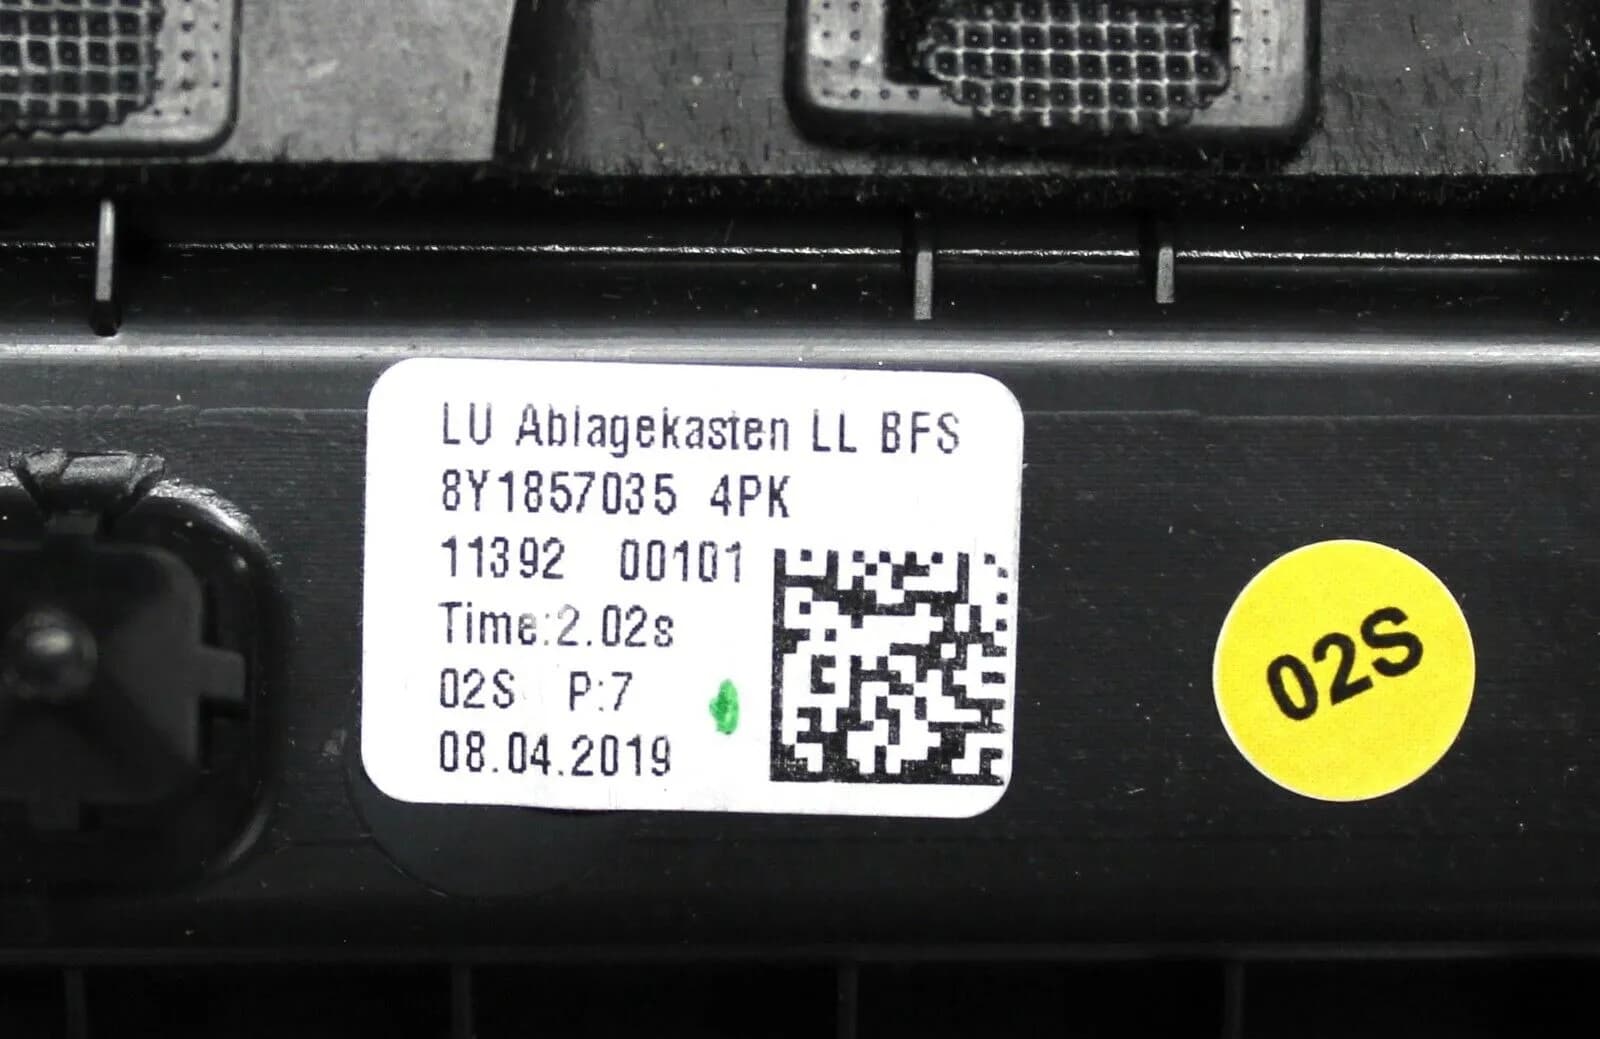 LU Ablagekasten LL BFS
8Y1857035 4PK
11392 00101
Time:2.02s
02S P:7
08.04.2019
02S